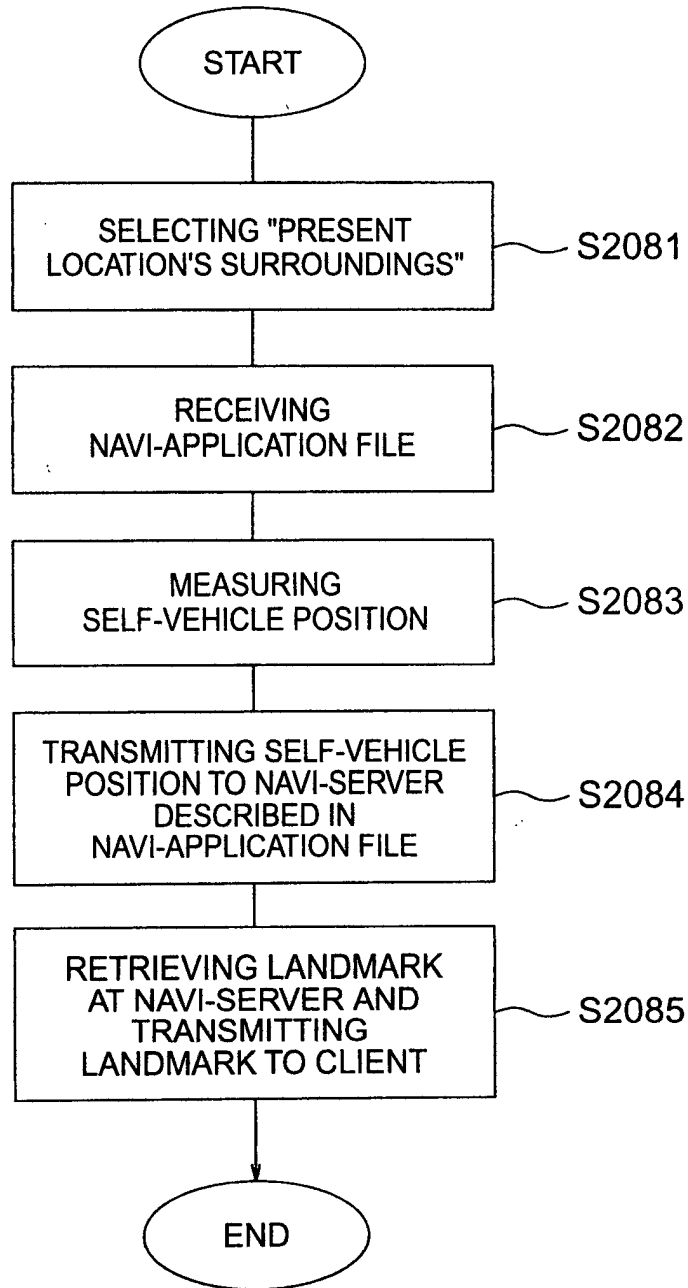 START
SELECTING "PRESENT
LOCATION'S SURROUNDINGS"
S2081
RECEIVING
NAVI-APPLICATION FILE
S2082
MEASURING
SELF-VEHICLE POSITION
S2083
TRANSMITTING SELF-VEHICLE
POSITION TO NAVI-SERVER
DESCRIBED IN
NAVI-APPLICATION FILE
S2084
RETRIEVING LANDMARK
AT NAVI-SERVER AND
TRANSMITTING
LANDMARK TO CLIENT
S2085
END